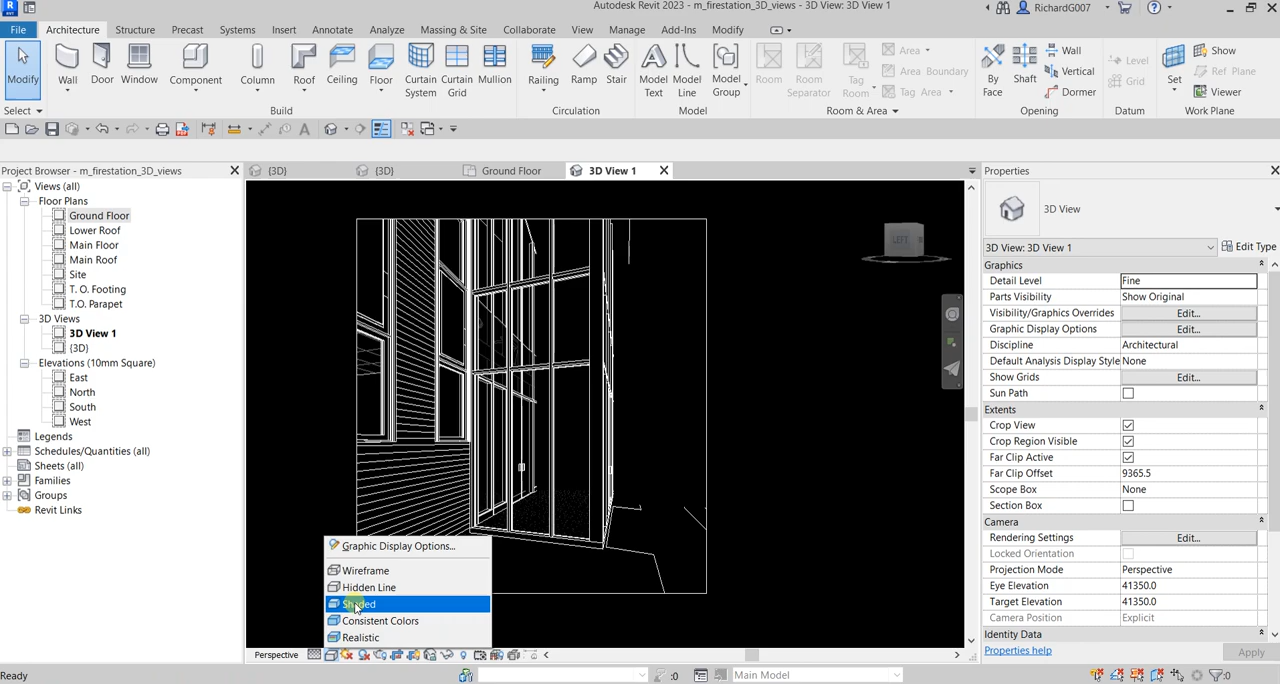 Autodesk Revit 2023 - m_firestation_3D_views - 3D View: 3D View 1
RichardG007
File Architecture Structure Precast Systems Insert Annotate Analyze Massing & Site Collaborate View Manage Add-Ins Modify
Modify Wall Door Window Component Column Roof Ceiling Floor Curtain System Curtain Grid Mullion Railing Ramp Stair Model Text Model Line Model Group Room Room Separator Tag Room Area Area Boundary Tag Area By Face Shaft Wall Vertical Dormer Level Grid Set Show Ref Plane Viewer
Select Build Circulation Model Room & Area Opening Datum Work Plane
Project Browser - m_firestation_3D_views
{3D} {3D} Ground Floor 3D View 1
Views (all)
Floor Plans
Ground Floor
Lower Roof
Main Floor
Main Roof
Site
T. O. Footing
T.O. Parapet
3D Views
3D View 1
{3D}
Elevations (10mm Square)
East
North
South
West
Legends
Schedules/Quantities (all)
Sheets (all)
Families
Groups
Revit Links
LEFT
Graphic Display Options...
Wireframe
Hidden Line
Shaded
Consistent Colors
Realistic
Perspective
Properties
3D View
3D View: 3D View 1 Edit Type
Graphics
Detail Level Fine
Parts Visibility Show Original
Visibility/Graphics Overrides Edit...
Graphic Display Options Edit...
Discipline Architectural
Default Analysis Display Style None
Show Grids Edit...
Sun Path
Extents
Crop View
Crop Region Visible
Far Clip Active
Far Clip Offset 9365.5
Scope Box None
Section Box
Camera
Rendering Settings Edit...
Locked Orientation
Projection Mode Perspective
Eye Elevation 41350.0
Target Elevation 41350.0
Camera Position Explicit
Identity Data
Properties help Apply
Ready :0 Main Model :0